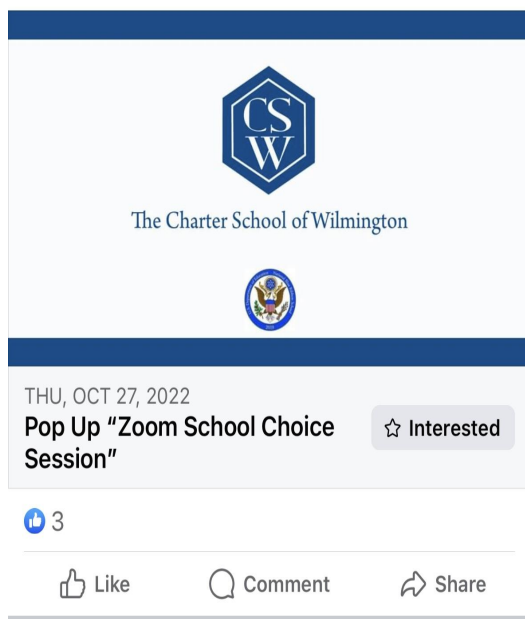 CS
W
The Charter School of Wilmington
THU, OCT 27, 2022
Pop Up “Zoom School Choice
Session”
Interested
3
Like
Comment
Share